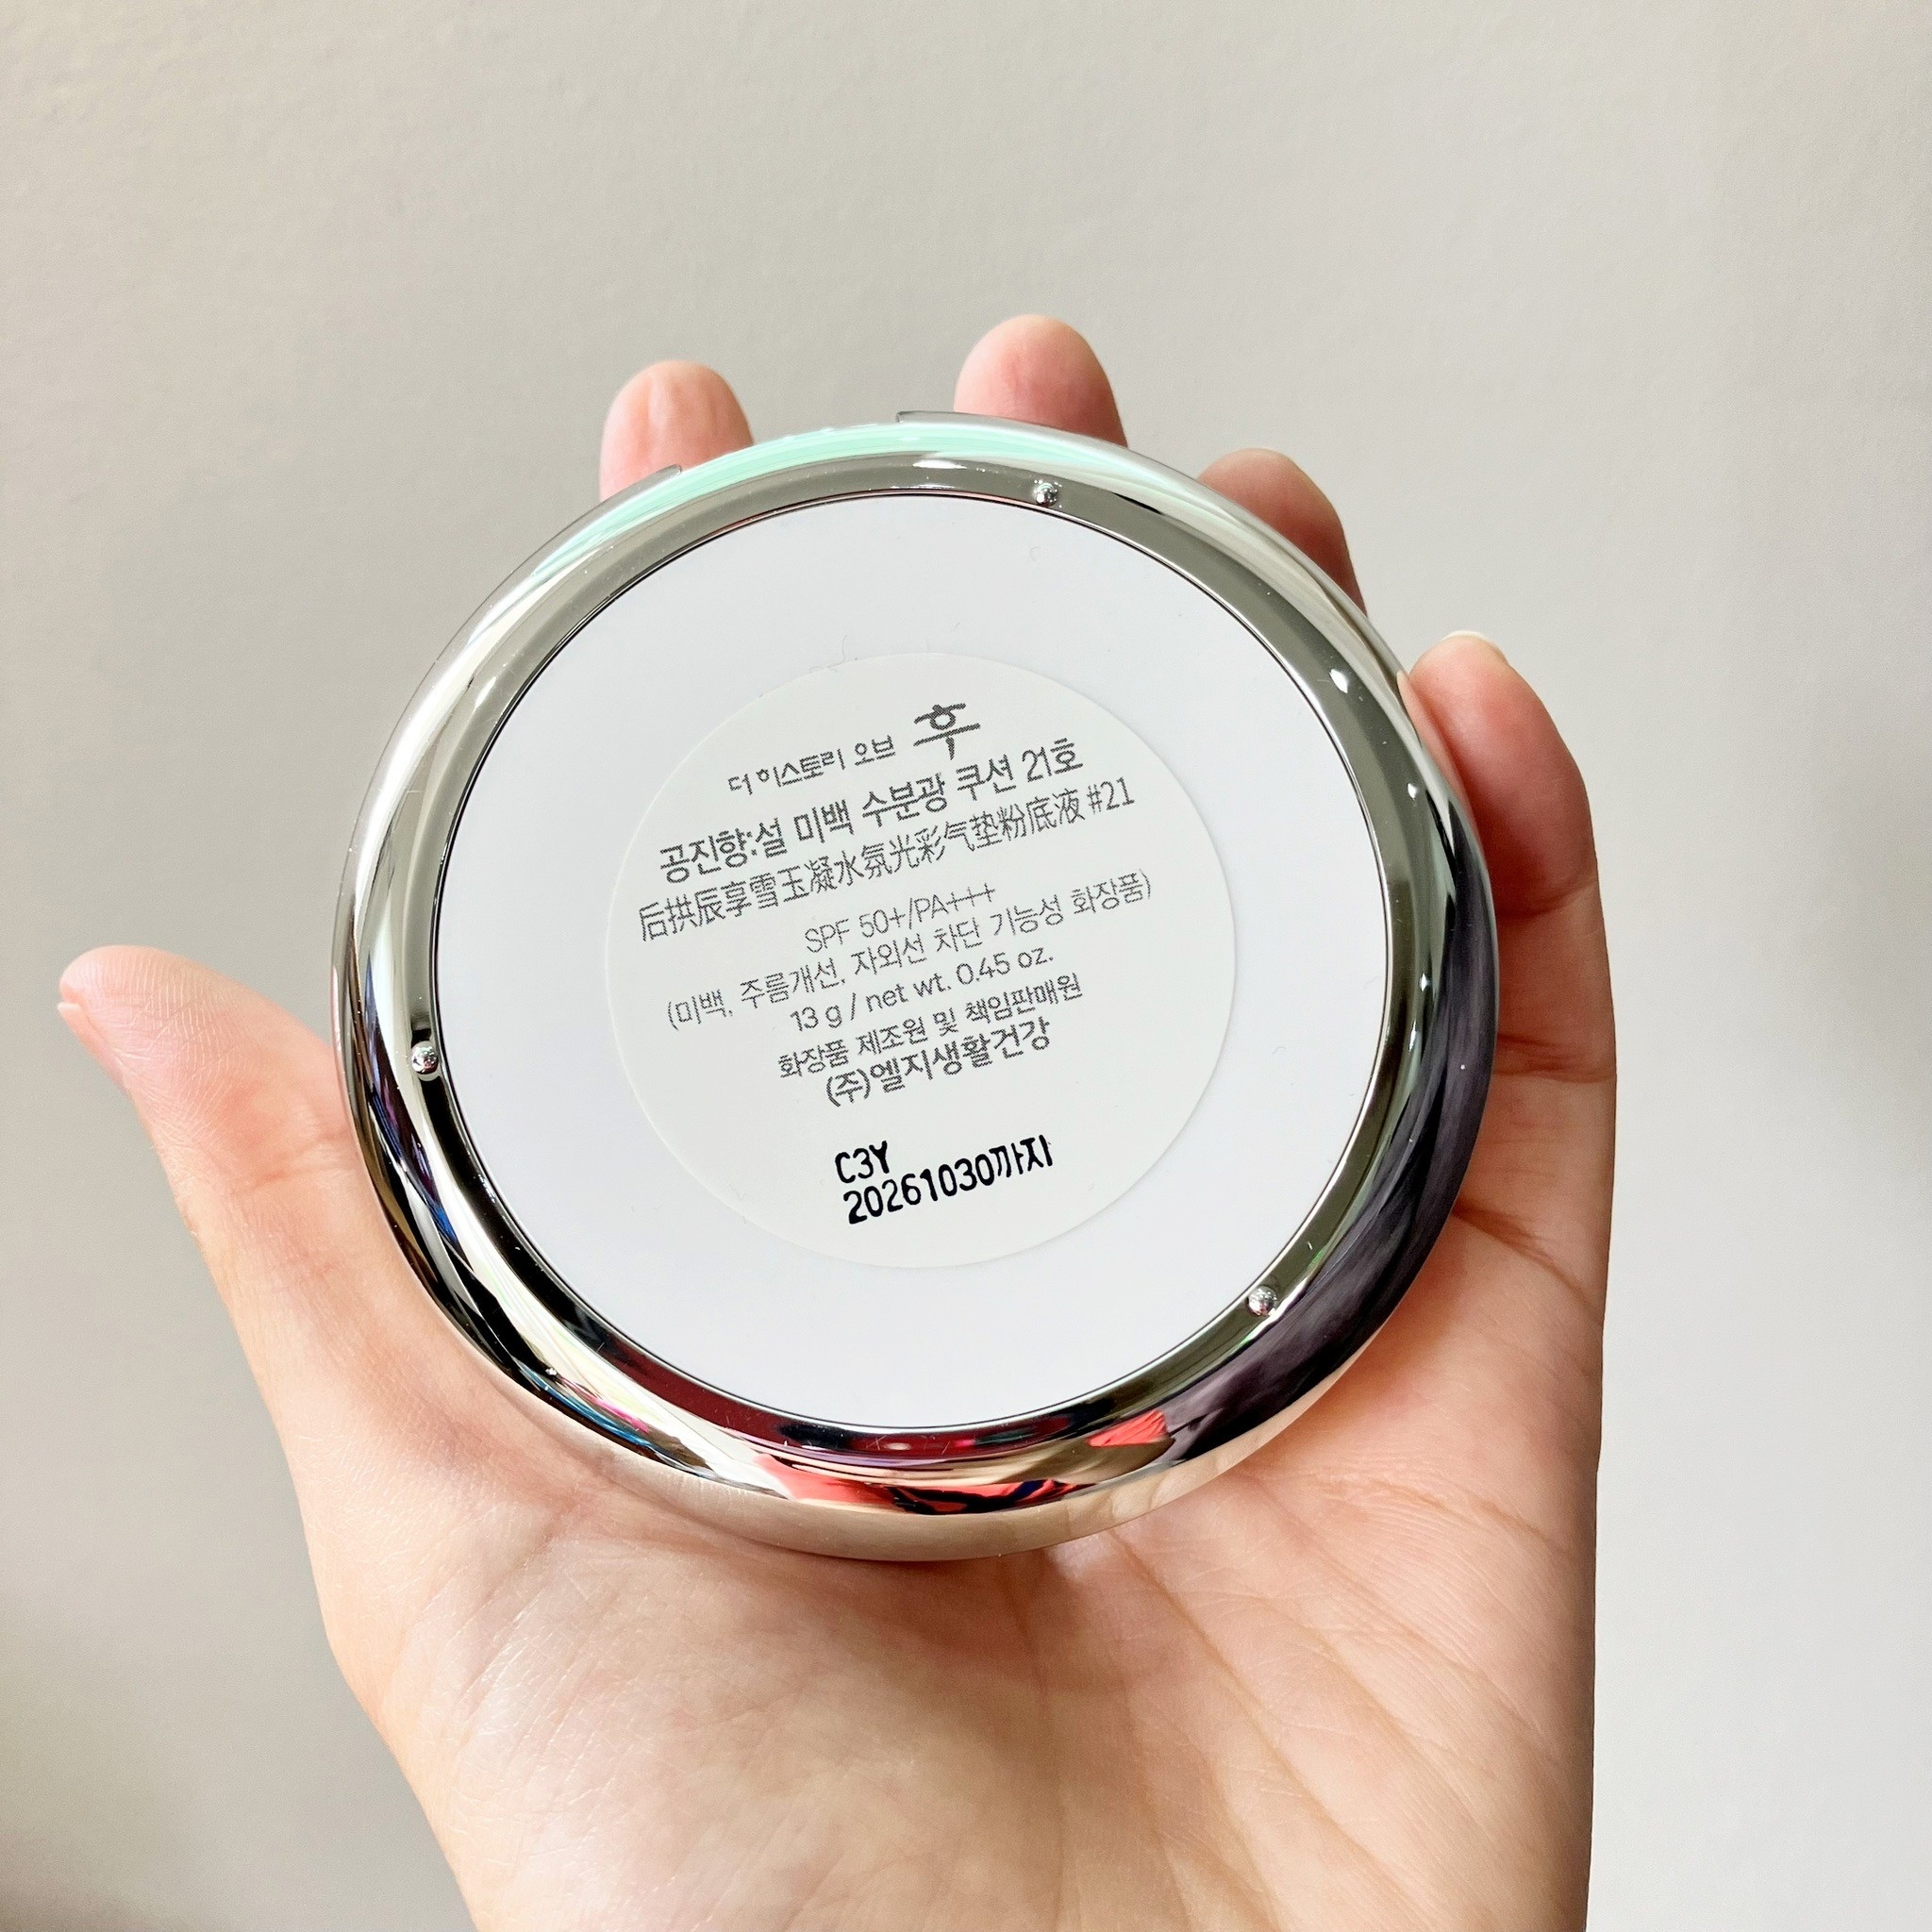 더 히스토리 오브 후
공진향:설 미백 수분광 쿠션 21호
后拱辰享雪玉凝水氛光彩气垫粉底液 #21
SPF 50+/PA+++
(미백, 주름개선, 자외선 차단 기능성 화장품)
13 g / net wt. 0.45 oz.
화장품 제조원 및 책임판매원
(주)엘지생활건강
C3Y
20261030까지